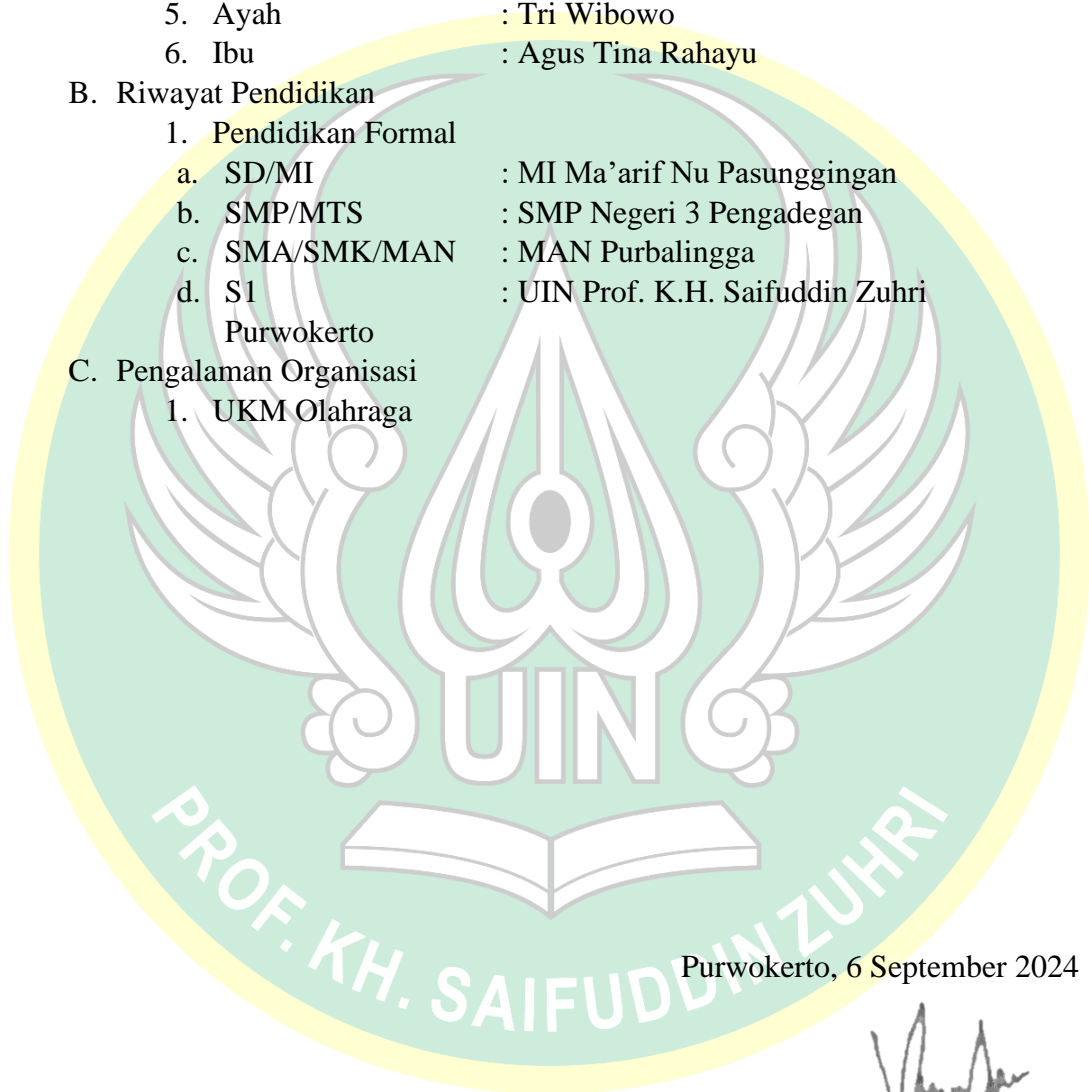 5. Ayah : Tri Wibowo
6. Ibu : Agus Tina Rahayu
B. Riwayat Pendidikan
1. Pendidikan Formal
a. SD/MI : MI Ma’arif Nu Pasunggingan
b. SMP/MTS : SMP Negeri 3 Pengadegan
c. SMA/SMK/MAN : MAN Purbalingga
d. S1 : UIN Prof. K.H. Saifuddin Zuhri
Purwokerto
C. Pengalaman Organisasi
1. UKM Olahraga
UIN
PROF. KH. SAIFUDDIN ZUHRI
Purwokerto, 6 September 2024